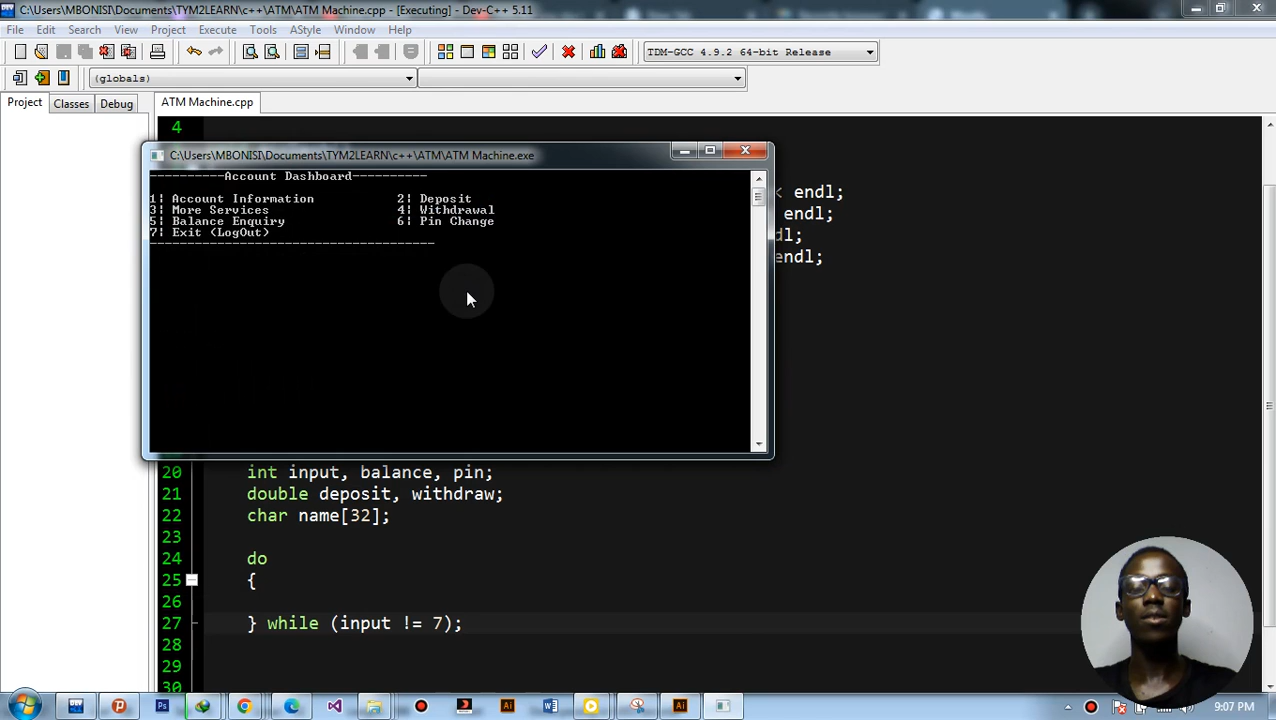 C:\Users\MBONISI\Documents\TYM2LEARN\c++\ATM\ATM Machine.cpp - [Executing] - Dev-C++ 5.11
File Edit Search View Project Execute Tools AStyle Window Help
TDM-GCC 4.9.2 64-bit Release
(globals)
Project Classes Debug ATM Machine.cpp
4
C:\Users\MBONISI\Documents\TYM2LEARN\c++\ATM\ATM Machine.exe
----------Account Dashboard----------
< endl;
1| Account Information 2| Deposit
3| More Services 4| Withdrawal
endl;
5| Balance Enquiry 6| Pin Change
7| Exit (LogOut)
dl;
--------------------------------------
endl;
20 int input, balance, pin;
21 double deposit, withdraw;
22 char name[32];
23
24 do
25 {
26
27 } while (input != 7);
28
29
30
DEV Ps Ai Ai
9:07 PM